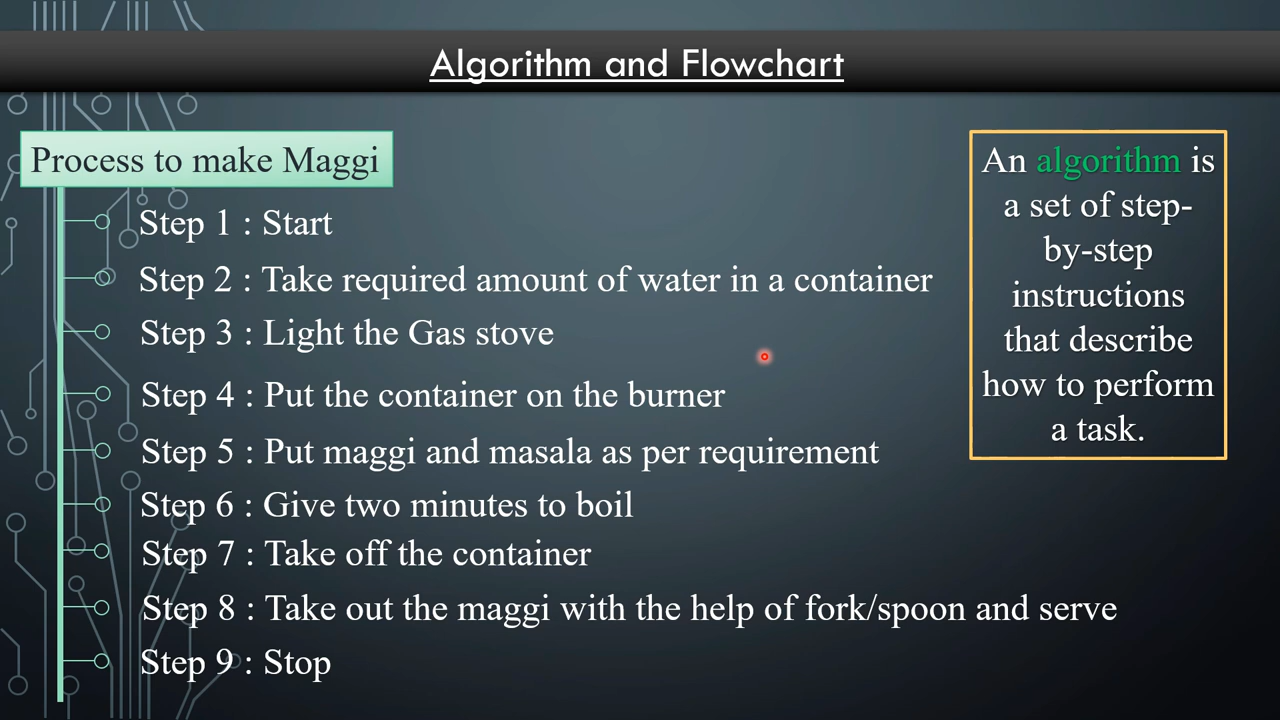 Algorithm and Flowchart
Process to make Maggi
Step 1 : Start
Step 2 : Take required amount of water in a container
Step 3 : Light the Gas stove
Step 4 : Put the container on the burner
Step 5 : Put maggi and masala as per requirement
Step 6 : Give two minutes to boil
Step 7 : Take off the container
Step 8 : Take out the maggi with the help of fork/spoon and serve
Step 9 : Stop
An algorithm is
a set of step-
by-step
instructions
that describe
how to perform
a task.